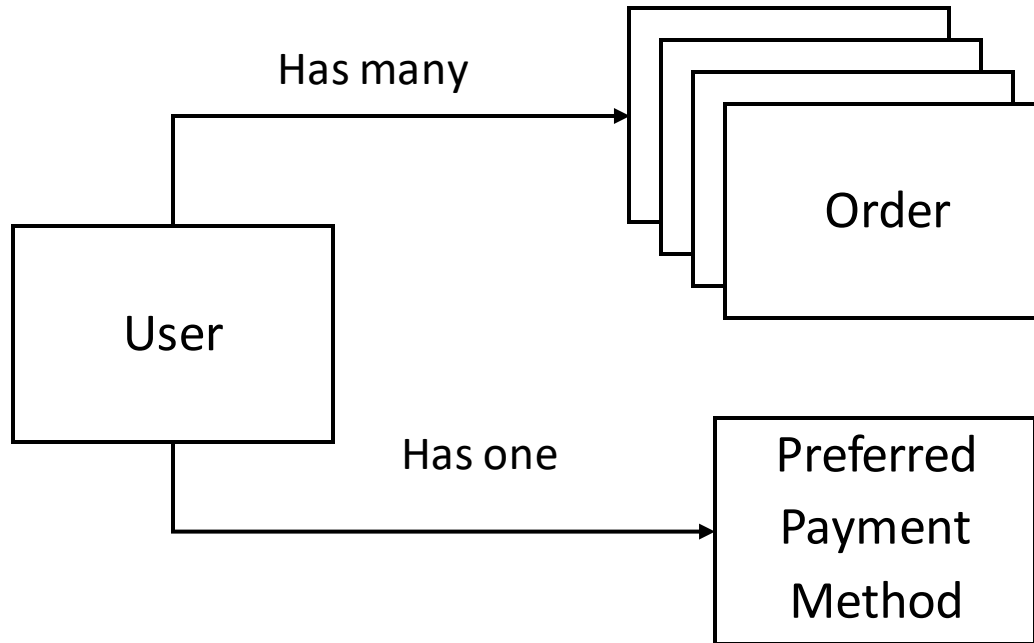 Has many
Order
User
Has one
Preferred
Payment
Method